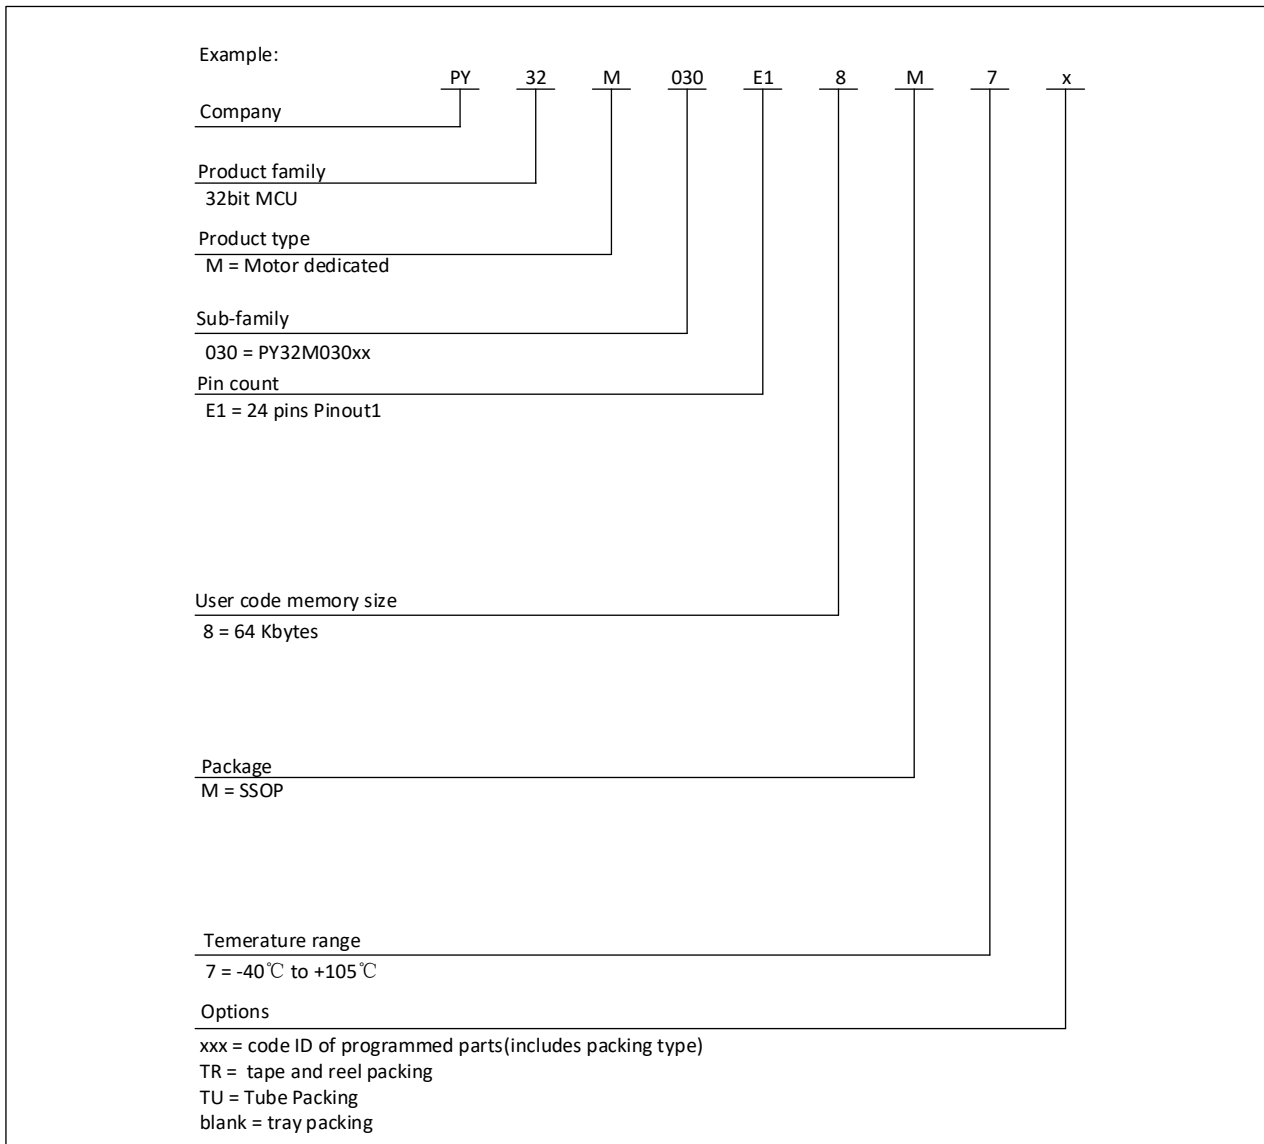 Example:
PY 32 M 030 E1 8 M 7 x
Company
Product family
32bit MCU
Product type
M = Motor dedicated
Sub-family
030 = PY32M030xx
Pin count
E1 = 24 pins Pinout1
User code memory size
8 = 64 Kbytes
Package
M = SSOP
Temerature range
7 = -40℃ to +105℃
Options
xxx = code ID of programmed parts(includes packing type)
TR = tape and reel packing
TU = Tube Packing
blank = tray packing